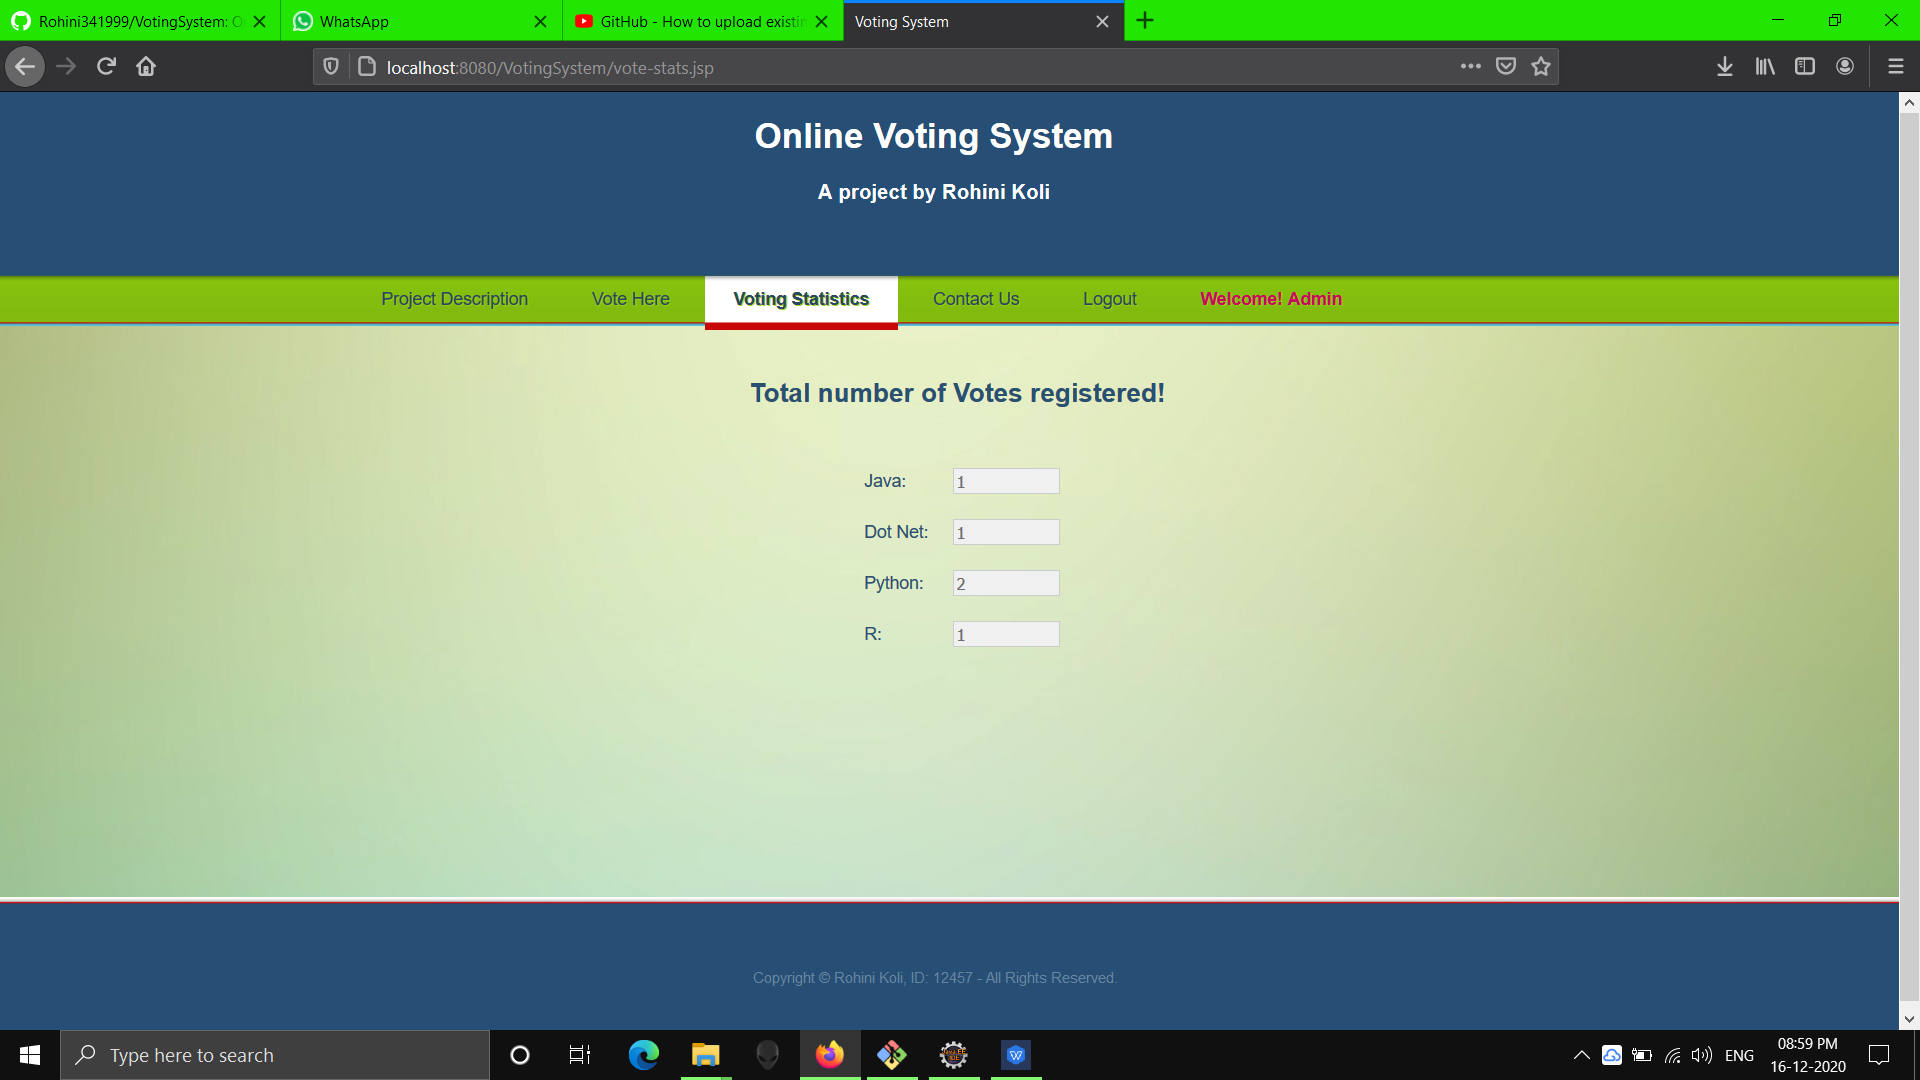 Rohini341999/VotingSystem: O
WhatsApp
GitHub - How to upload existin
Voting System
localhost:8080/VotingSystem/vote-stats.jsp
Online Voting System
A project by Rohini Koli
Project Description
Vote Here
Voting Statistics
Contact Us
Logout
Welcome! Admin
Total number of Votes registered!
Java: 1
Dot Net: 1
Python: 2
R: 1
Copyright © Rohini Koli, ID: 12457 - All Rights Reserved.
Type here to search
ENG
08:59 PM
16-12-2020